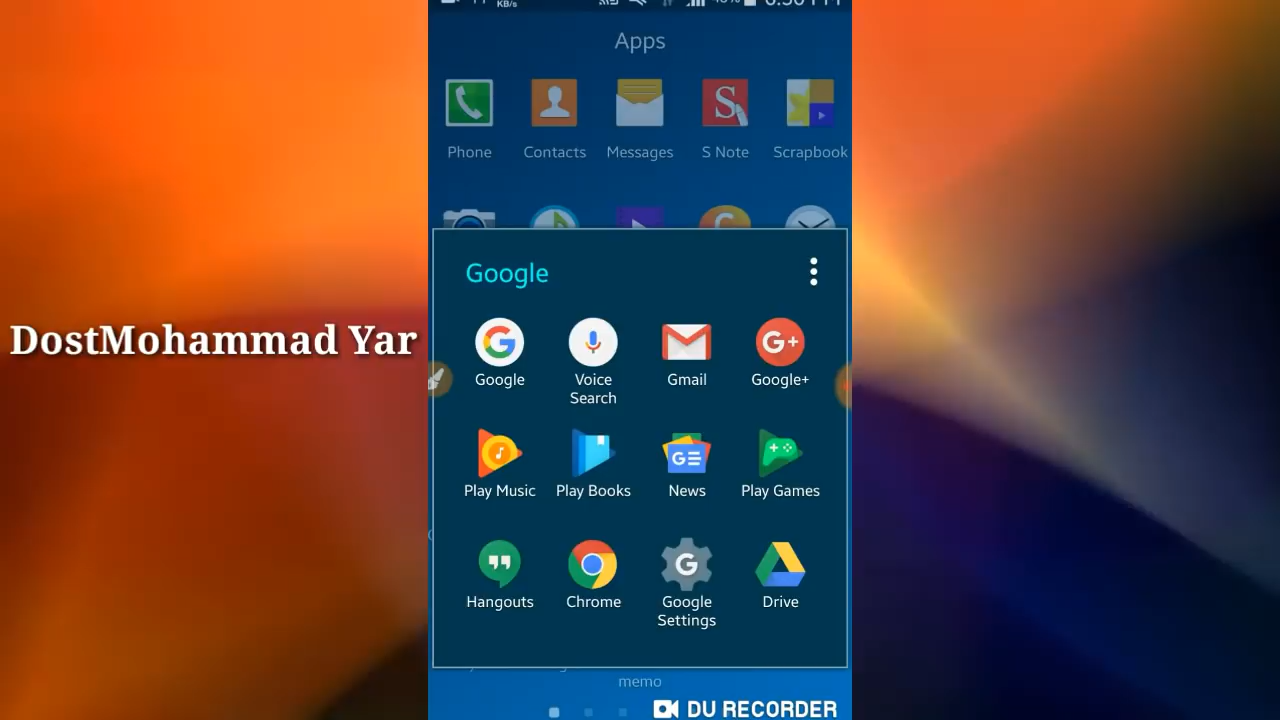 KB/s
Apps
Phone
Contacts
Messages
S Note
Scrapbook
Google
Google
Voice
Search
Gmail
Google+
Play Music
Play Books
News
Play Games
Hangouts
Chrome
Google
Settings
Drive
memo
DU RECORDER
DostMohammad Yar